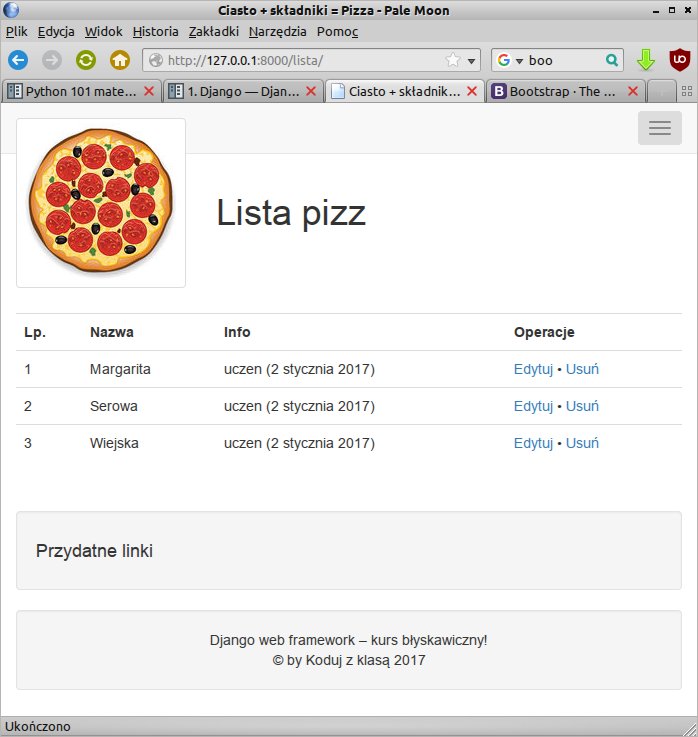 Ciasto + składniki = Pizza - Pale Moon
Plik Edycja Widok Historia Zakładki Narzędzia Pomoc
http://127.0.0.1:8000/lista/ boo
Python 101 mate... 1. Django — Djan... Ciasto + składnik... Bootstrap · The ...
Lista pizz
Lp. Nazwa Info Operacje
1 Margarita uczen (2 stycznia 2017) Edytuj • Usuń
2 Serowa uczen (2 stycznia 2017) Edytuj • Usuń
3 Wiejska uczen (2 stycznia 2017) Edytuj • Usuń
Przydatne linki
Django web framework – kurs błyskawiczny!
© by Koduj z klasą 2017
Ukończono